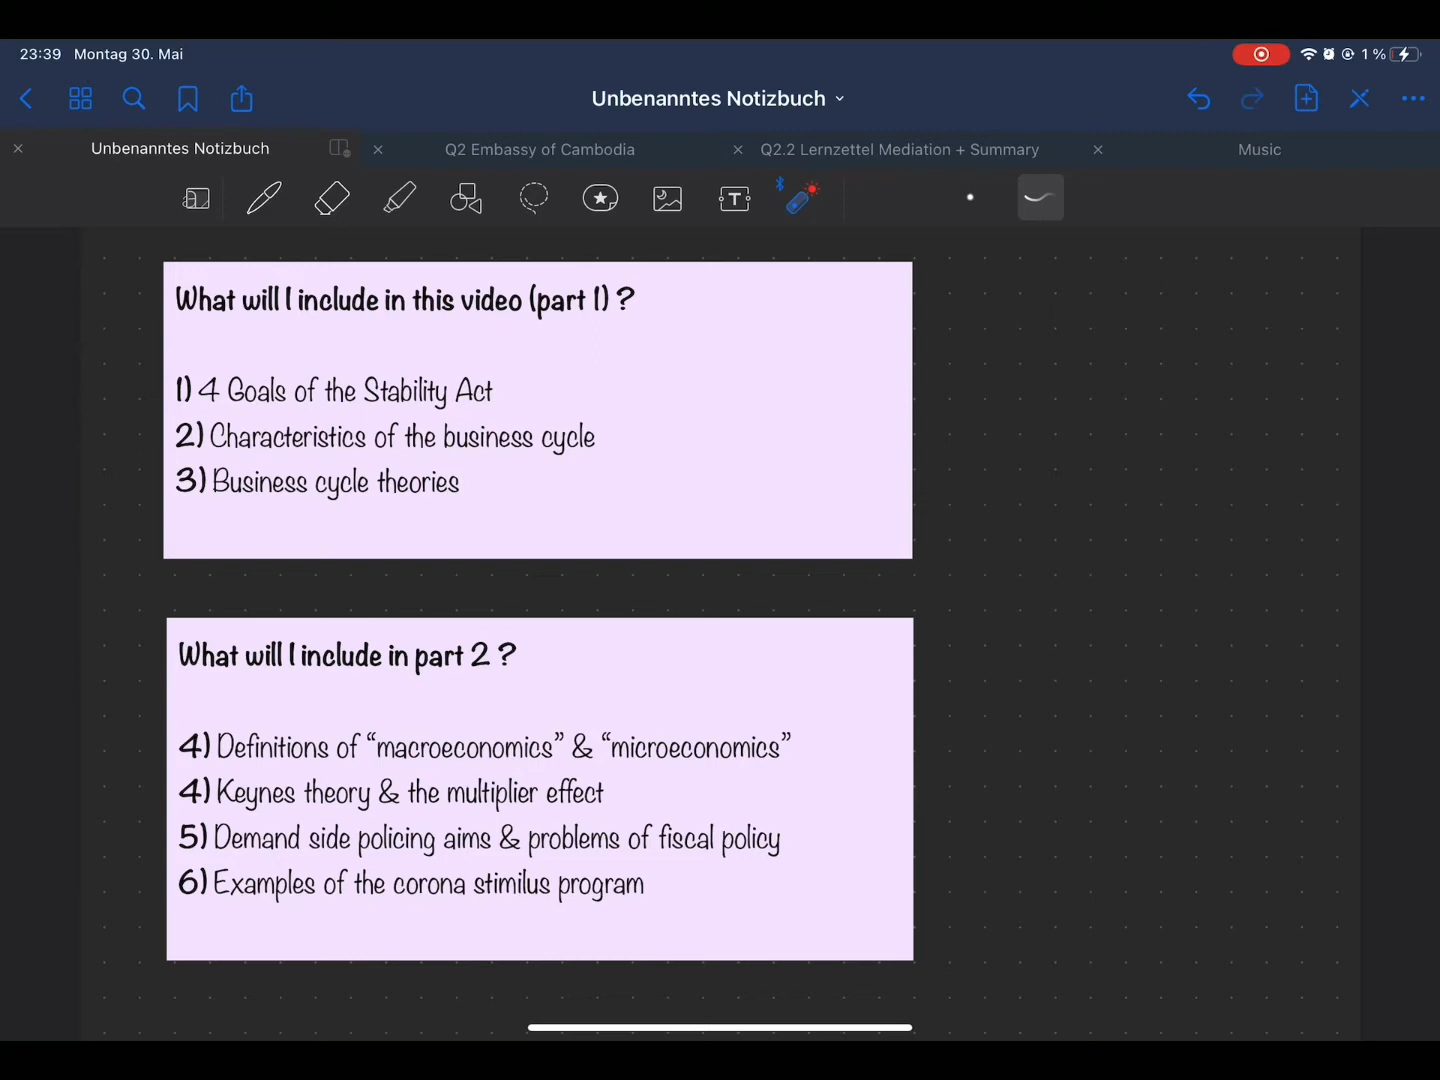 23:39 Montag 30. Mai 1 %
Unbenanntes Notizbuch
Unbenanntes Notizbuch Q2 Embassy of Cambodia Q2.2 Lernzettel Mediation + Summary Music
What will I include in this video (part 1) ?
1) 4 Goals of the Stability Act
2) Characteristics of the business cycle
3) Business cycle theories
What will I include in part 2 ?
4) Definitions of “macroeconomics” & “microeconomics”
4) Keynes theory & the multiplier effect
5) Demand side policing aims & problems of fiscal policy
6) Examples of the corona stimilus program